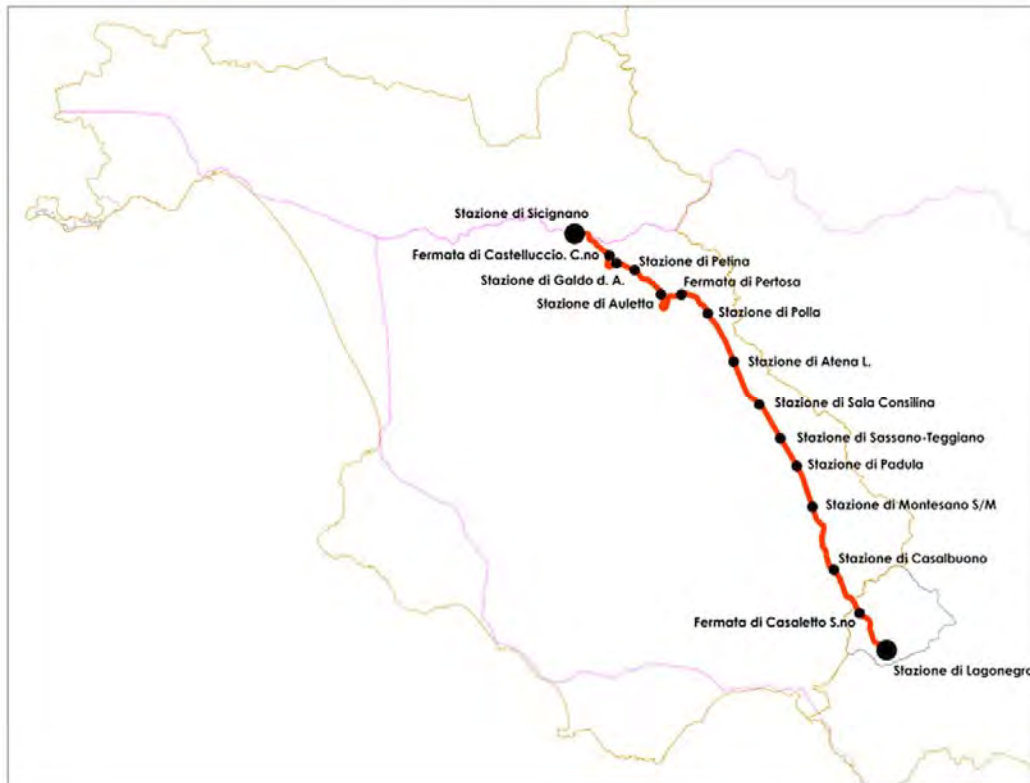 Stazione di Sicignano
Fermata di Castelluccio. C.no
Stazione di Petina
Stazione di Galdo d. A.
Fermata di Pertosa
Stazione di Auletta
Stazione di Polla
Stazione di Atena L.
Stazione di Sala Consilina
Stazione di Sassano-Teggiano
Stazione di Padula
Stazione di Montesano S/M
Stazione di Casalbuono
Fermata di Casaletto S.no
Stazione di Lagonegro